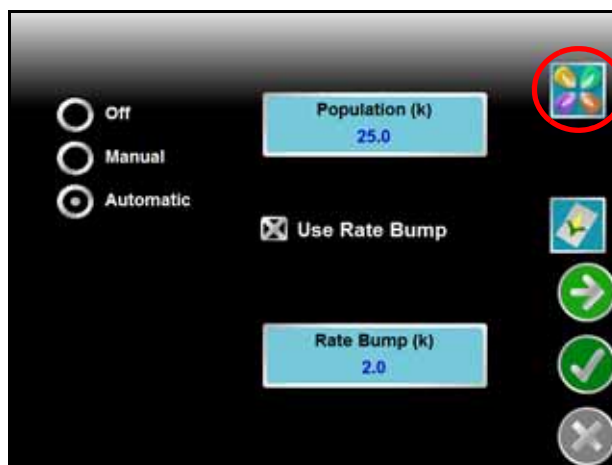 Off
Manual
Automatic
Population (k)
25.0
Use Rate Bump
Rate Bump (k)
2.0